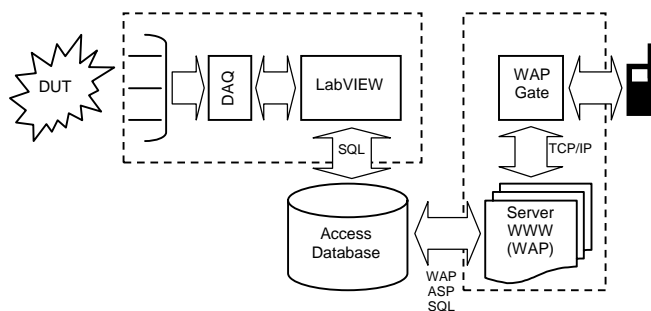 DUT
DAQ
LabVIEW
WAP
Gate
SQL
TCP/IP
Access
Database
WAP
ASP
SQL
Server
WWW
(WAP)